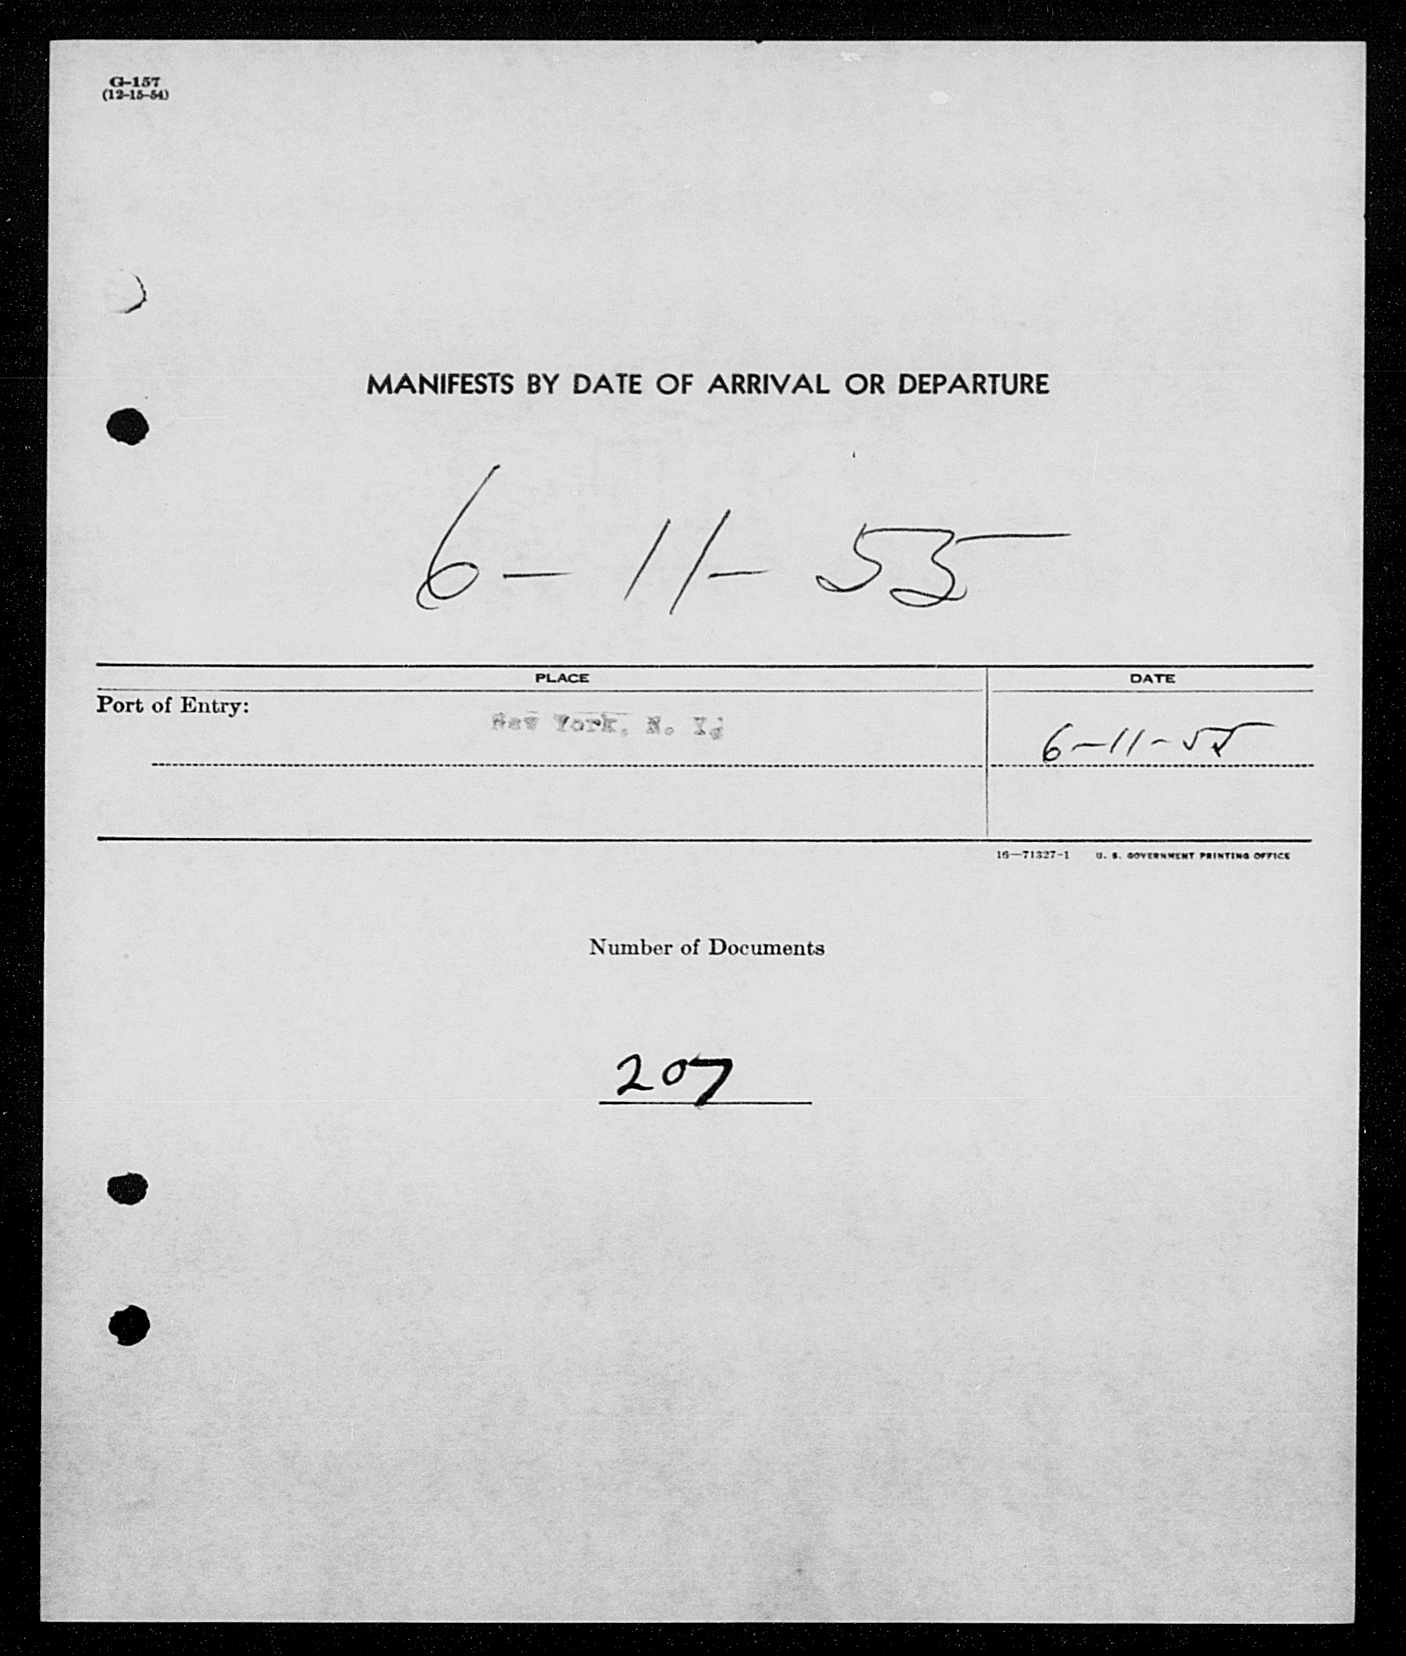 G-157
(12-15-54)
MANIFESTS BY DATE OF ARRIVAL OR DEPARTURE
6-11-55
PLACE
DATE
Port of Entry:
New York, N. Y.
6-11-55
16—71327-1 U. S. GOVERNMENT PRINTING OFFICE
Number of Documents
207